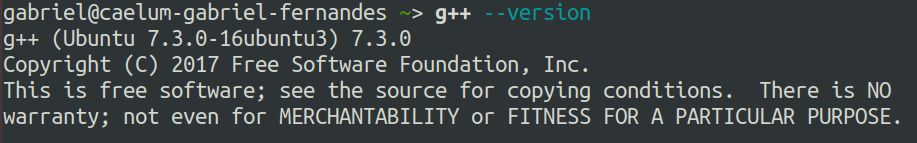 gabriel@caelum-gabriel-fernandes ~> g++ --version
g++ (Ubuntu 7.3.0-16ubuntu3) 7.3.0
Copyright (C) 2017 Free Software Foundation, Inc.
This is free software; see the source for copying conditions.  There is NO
warranty; not even for MERCHANTABILITY or FITNESS FOR A PARTICULAR PURPOSE.